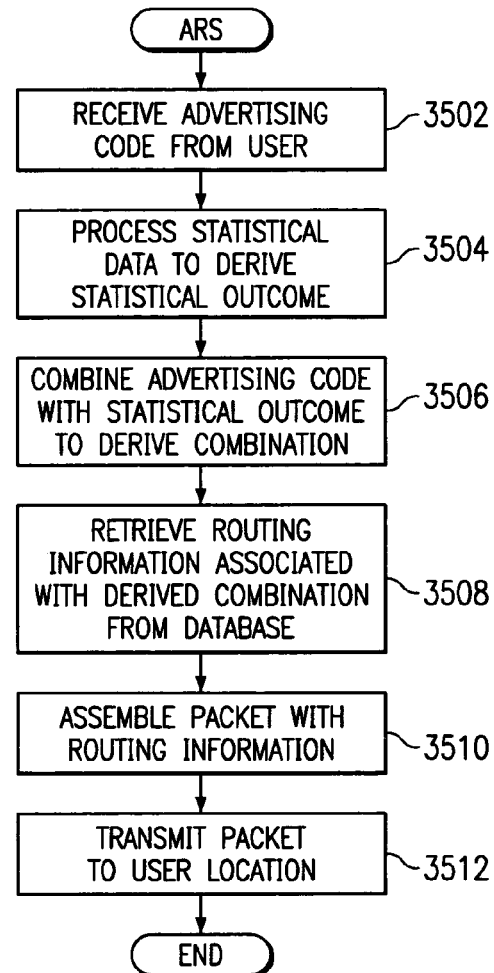 ARS
RECEIVE ADVERTISING
CODE FROM USER
3502
PROCESS STATISTICAL
DATA TO DERIVE
STATISTICAL OUTCOME
3504
COMBINE ADVERTISING CODE
WITH STATISTICAL OUTCOME
TO DERIVE COMBINATION
3506
RETRIEVE ROUTING
INFORMATION ASSOCIATED
WITH DERIVED COMBINATION
FROM DATABASE
3508
ASSEMBLE PACKET WITH
ROUTING INFORMATION
3510
TRANSMIT PACKET
TO USER LOCATION
3512
END